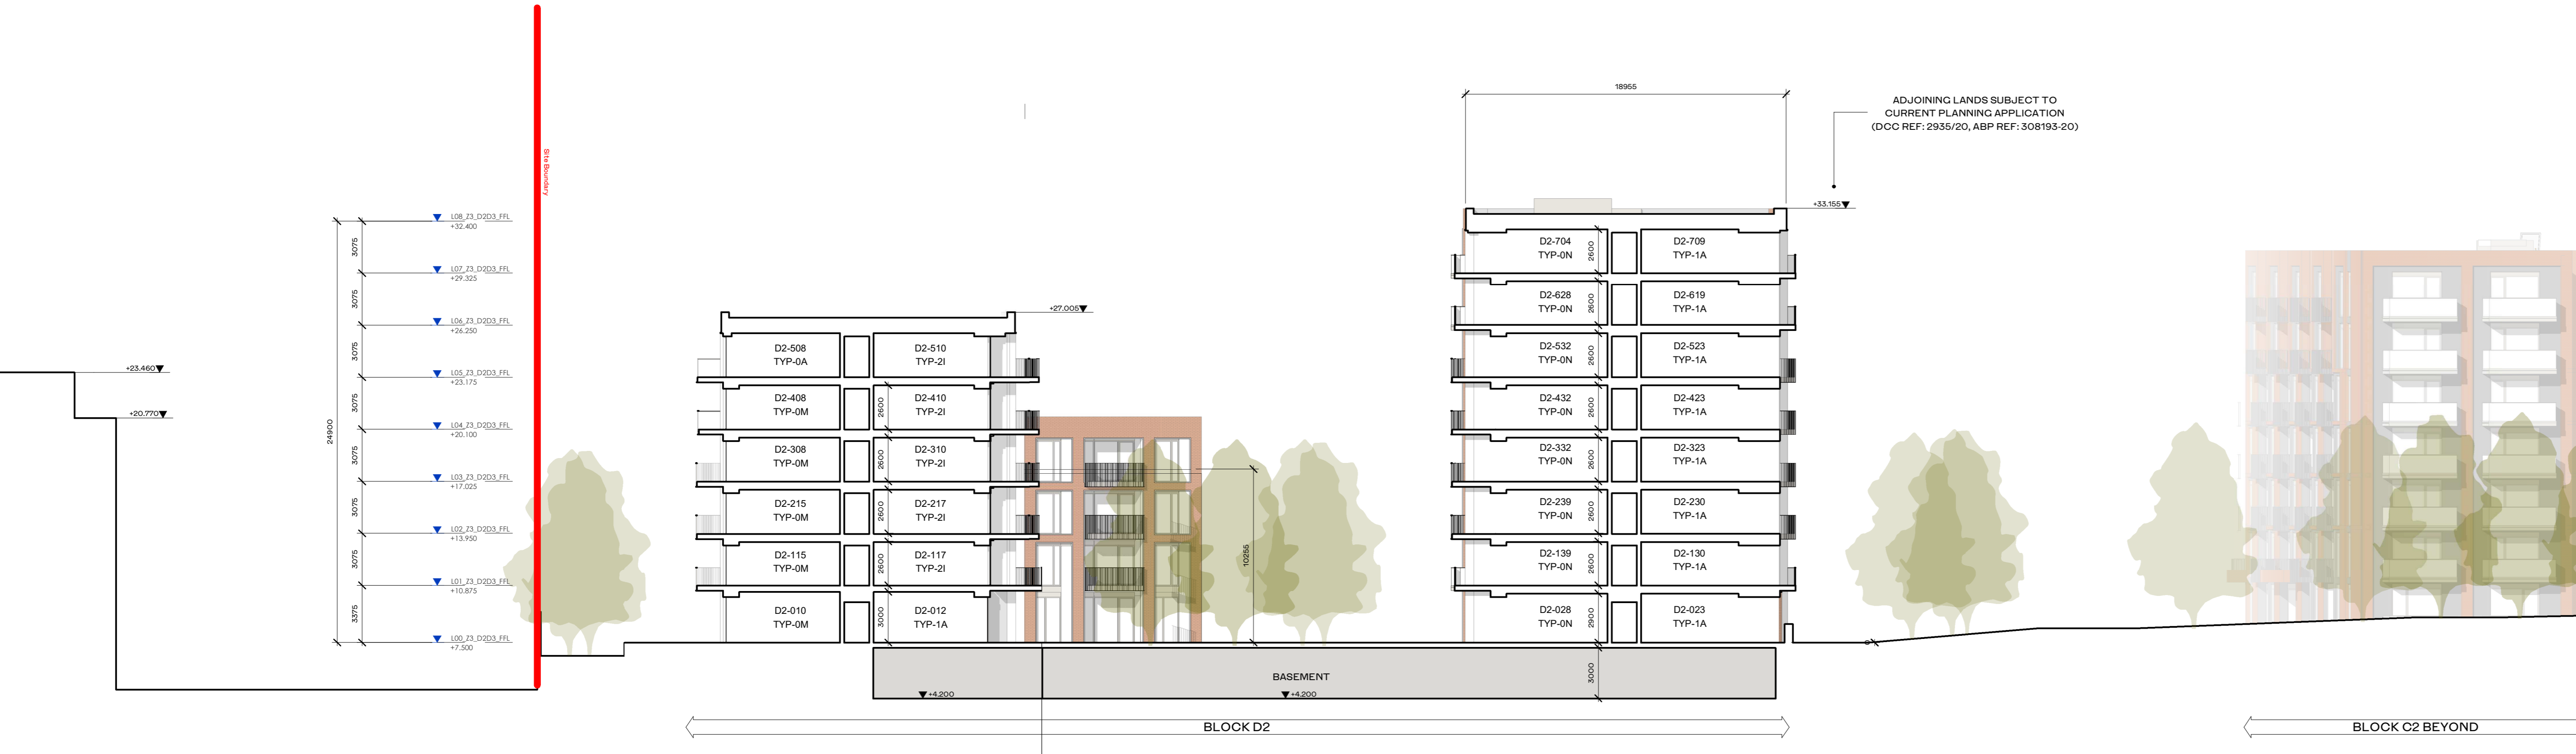 18955
ADJOINING LANDS SUBJECT TO
CURRENT PLANNING APPLICATION
(DCC REF: 2935/20, ABP REF: 308193-20)
Site Boundary
L08_Z3_D2D3_FFL
+32.400
L07_Z3_D2D3_FFL
+29.325
L06_Z3_D2D3_FFL
+26.250
L05_Z3_D2D3_FFL
+23.175
L04_Z3_D2D3_FFL
+20.100
L03_Z3_D2D3_FFL
+17.025
L02_Z3_D2D3_FFL
+13.950
L01_Z3_D2D3_FFL
+10.875
L00_Z3_D2D3_FFL
+7.500
3075
3075
3075
3075
3075
3075
3075
3375
24900
+23.460
+20.770
+27.005
D2-508
TYP-0A
D2-510
TYP-2I
D2-408
TYP-0M
2600
D2-410
TYP-2I
D2-308
TYP-0M
2600
D2-310
TYP-2I
D2-215
TYP-0M
2600
D2-217
TYP-2I
D2-115
TYP-0M
2600
D2-117
TYP-2I
D2-010
TYP-0M
3000
D2-012
TYP-1A
10255
+33.155
D2-704
TYP-0N
2600
D2-709
TYP-1A
D2-628
TYP-0N
2600
D2-619
TYP-1A
D2-532
TYP-0N
2600
D2-523
TYP-1A
D2-432
TYP-0N
2600
D2-423
TYP-1A
D2-332
TYP-0N
2600
D2-323
TYP-1A
D2-239
TYP-0N
2600
D2-230
TYP-1A
D2-139
TYP-0N
2600
D2-130
TYP-1A
D2-028
TYP-0N
2900
D2-023
TYP-1A
0
BASEMENT
3000
+4.200
+4.200
BLOCK D2
BLOCK C2 BEYOND